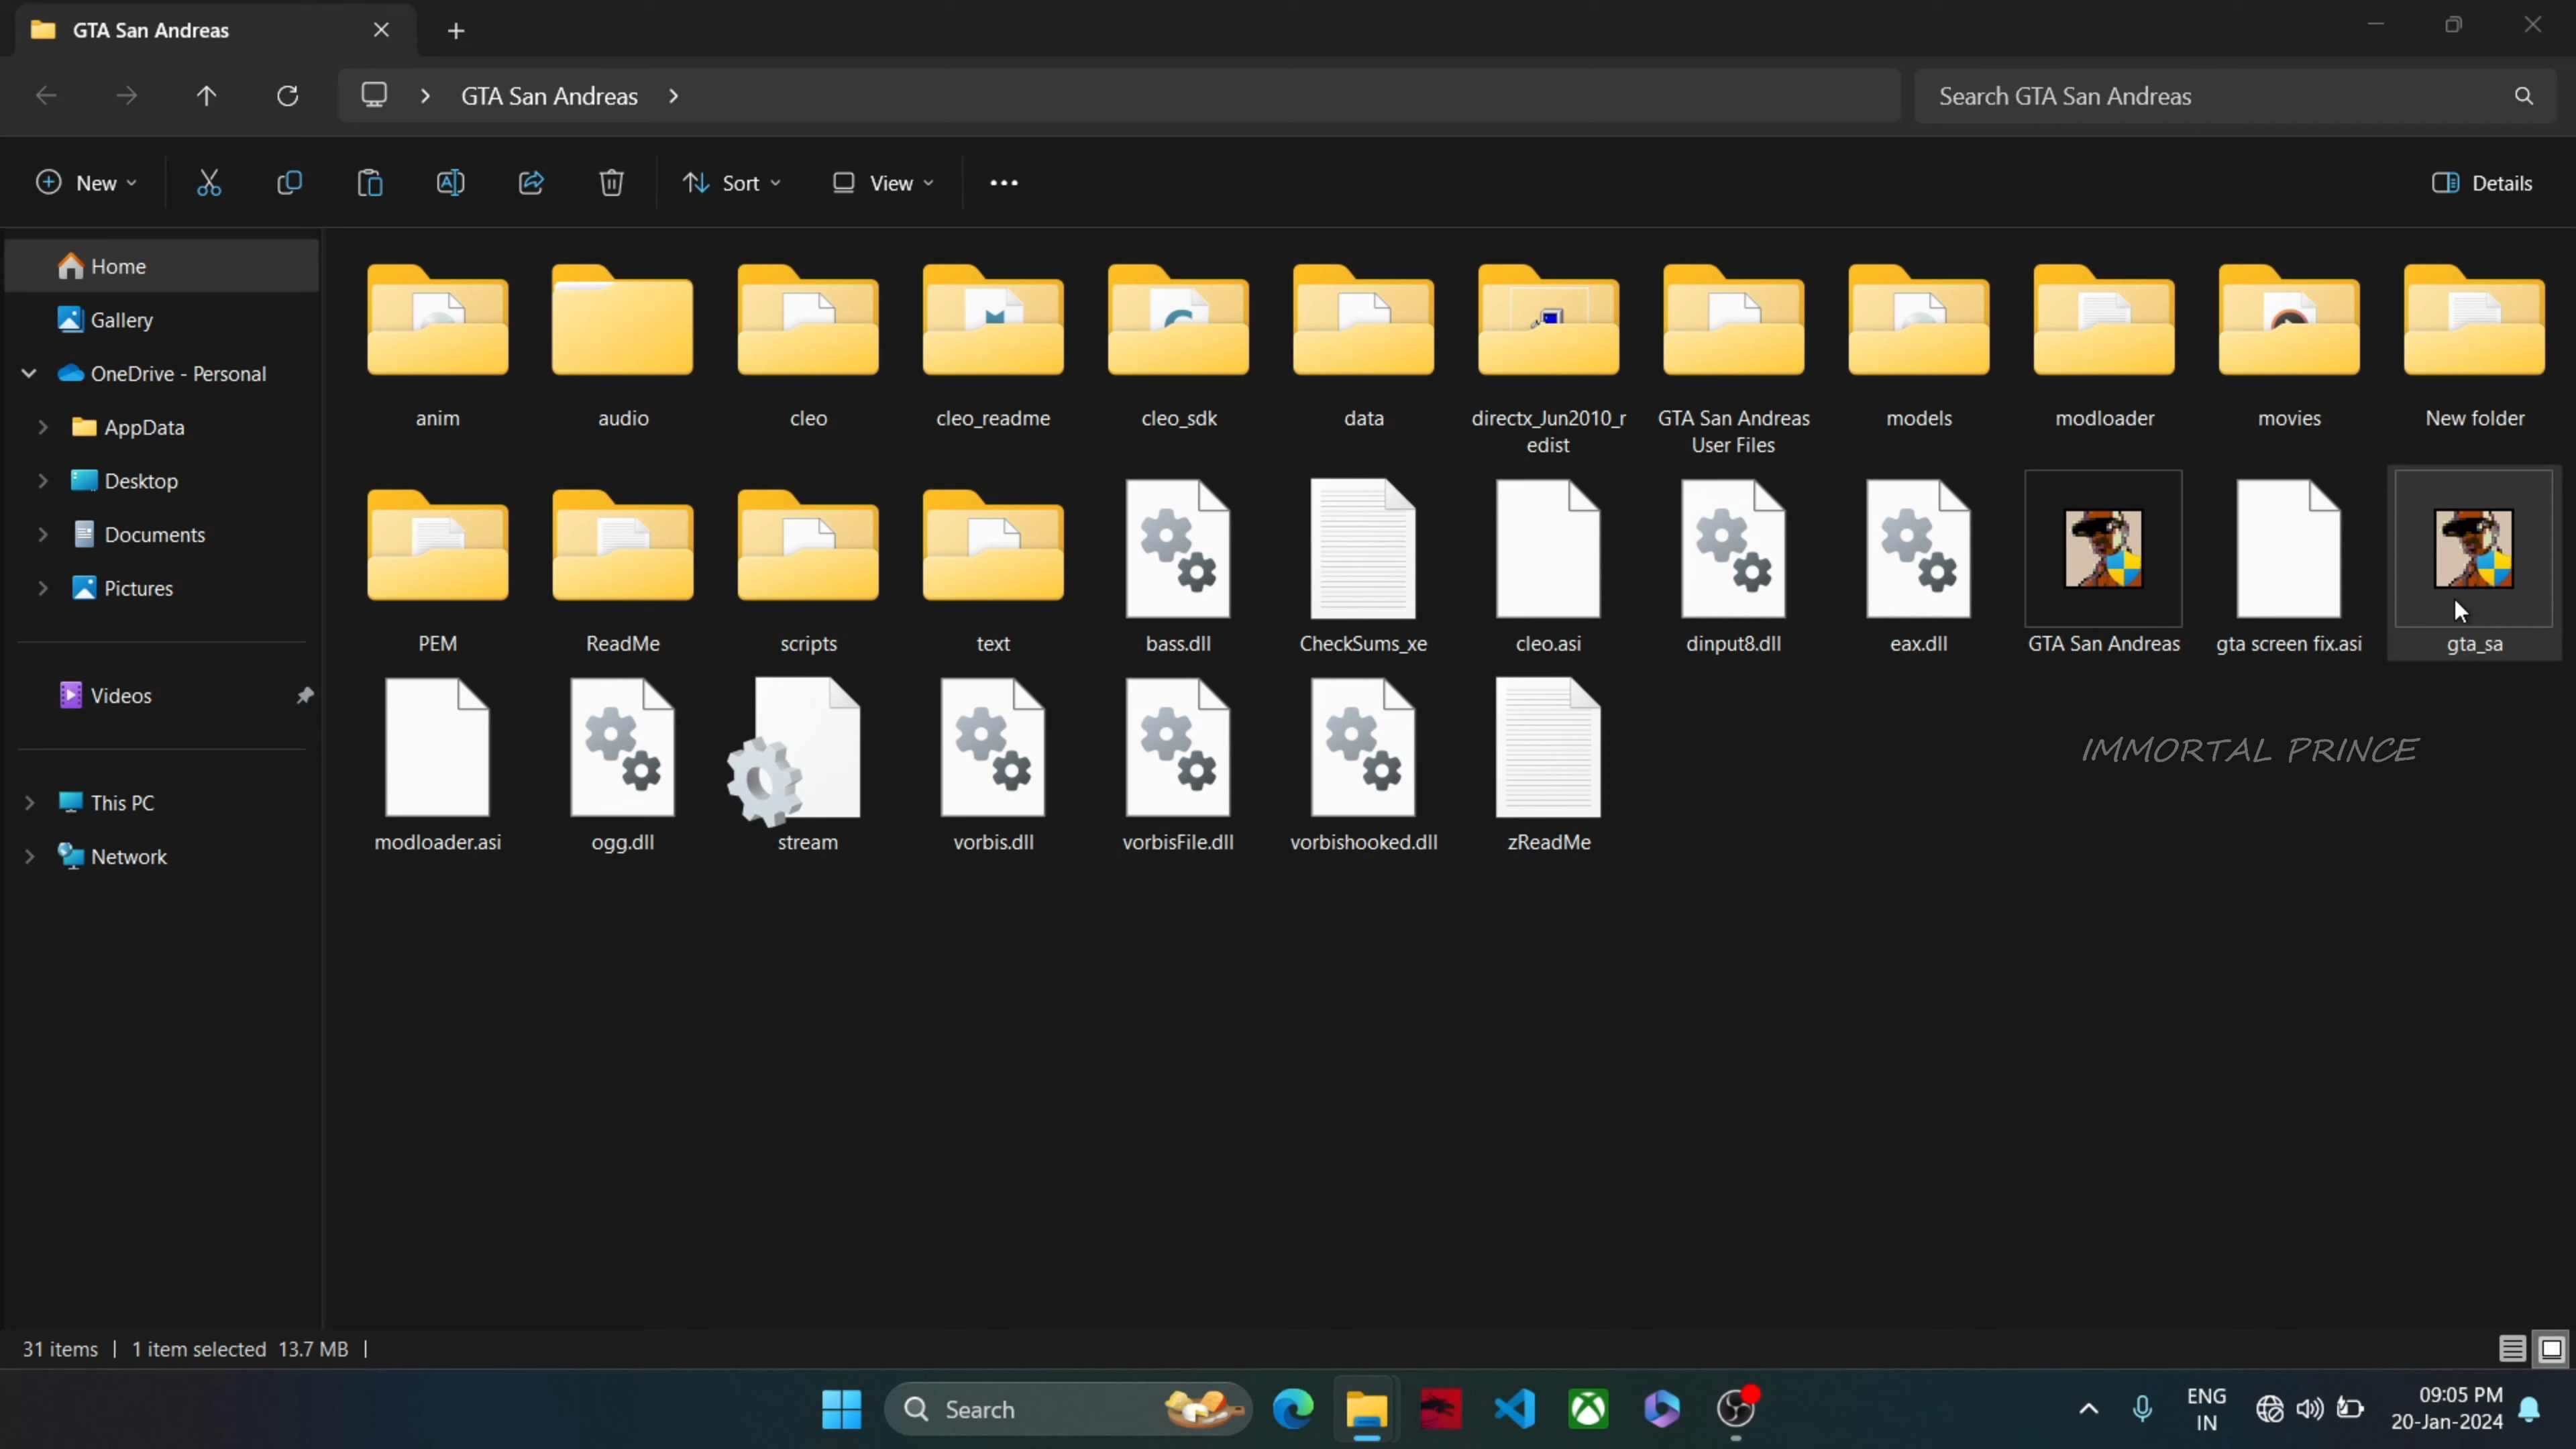 GTA San Andreas
GTA San Andreas
Search GTA San Andreas
New
Sort
View
Details
Home
Gallery
OneDrive - Personal
AppData
Desktop
Documents
Pictures
Videos
This PC
Network
anim
audio
cleo
cleo_readme
cleo_sdk
data
directx_Jun2010_r
edist
GTA San Andreas
User Files
models
modloader
movies
New folder
PEM
ReadMe
scripts
text
bass.dll
CheckSums_xe
cleo.asi
dinput8.dll
eax.dll
GTA San Andreas
gta screen fix.asi
gta_sa
modloader.asi
ogg.dll
stream
vorbis.dll
vorbisFile.dll
vorbishooked.dll
zReadMe
IMMORTAL PRINCE
31 items
1 item selected 13.7 MB
Search
ENG
IN
09:05 PM
20-Jan-2024